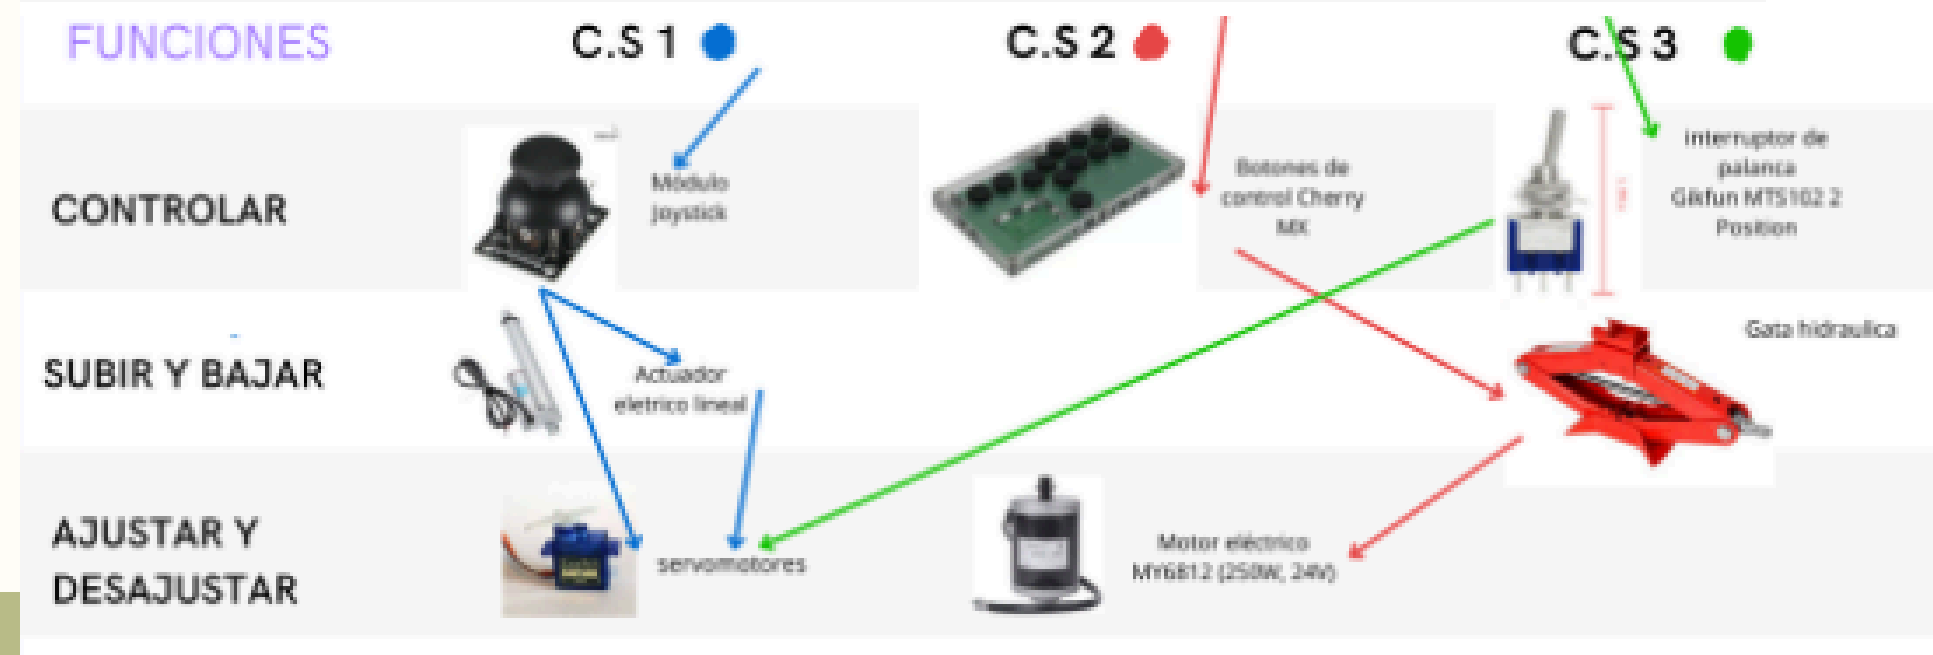 FUNCIONES
C.S 1
C.S 2
C.S 3
CONTROLAR
Módulo
Joystick
Botones de
control Cherry
MX
interruptor de
palanca
Gikfun MTS102 2
Position
SUBIR Y BAJAR
Actuador
eletrico lineal
Gata hidraulica
AJUSTAR Y
DESAJUSTAR
servomotores
Motor eléctrico
MY6812 (250W, 24V)